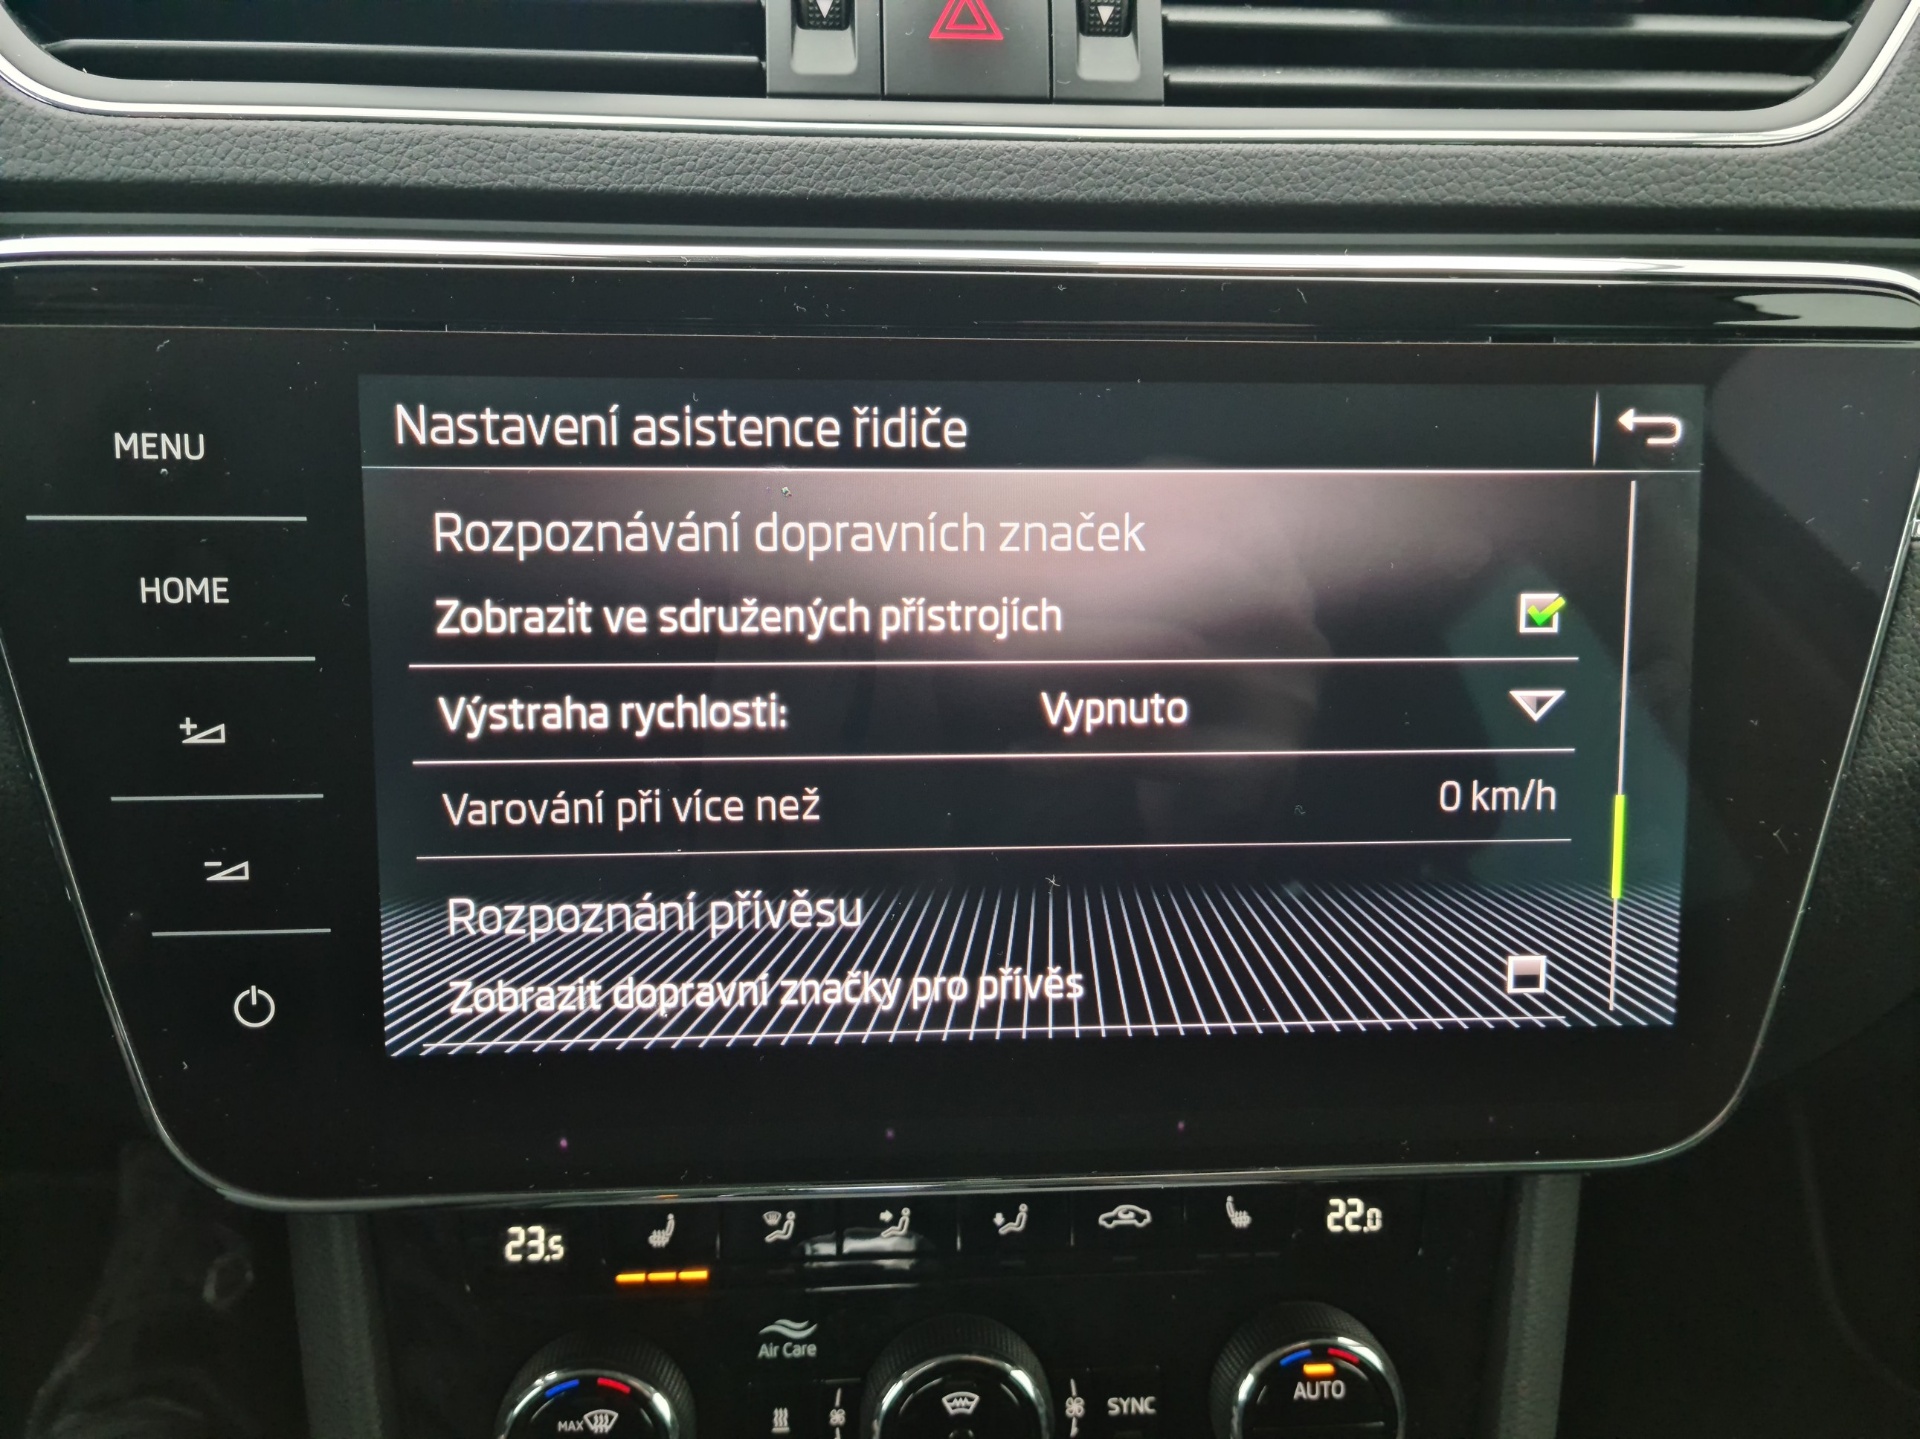 Nastavení asistence řidiče
MENU
Rozpoznávání dopravních značek
HOME
Zobrazit ve sdružených přístrojích
Výstraha rychlosti: Vypnuto
Varování při více než 0 km/h
Rozpoznání přívěsu
Zobrazit dopravní značky pro přívěs
23.5
22.0
Air Care
MAX
SYNC
AUTO